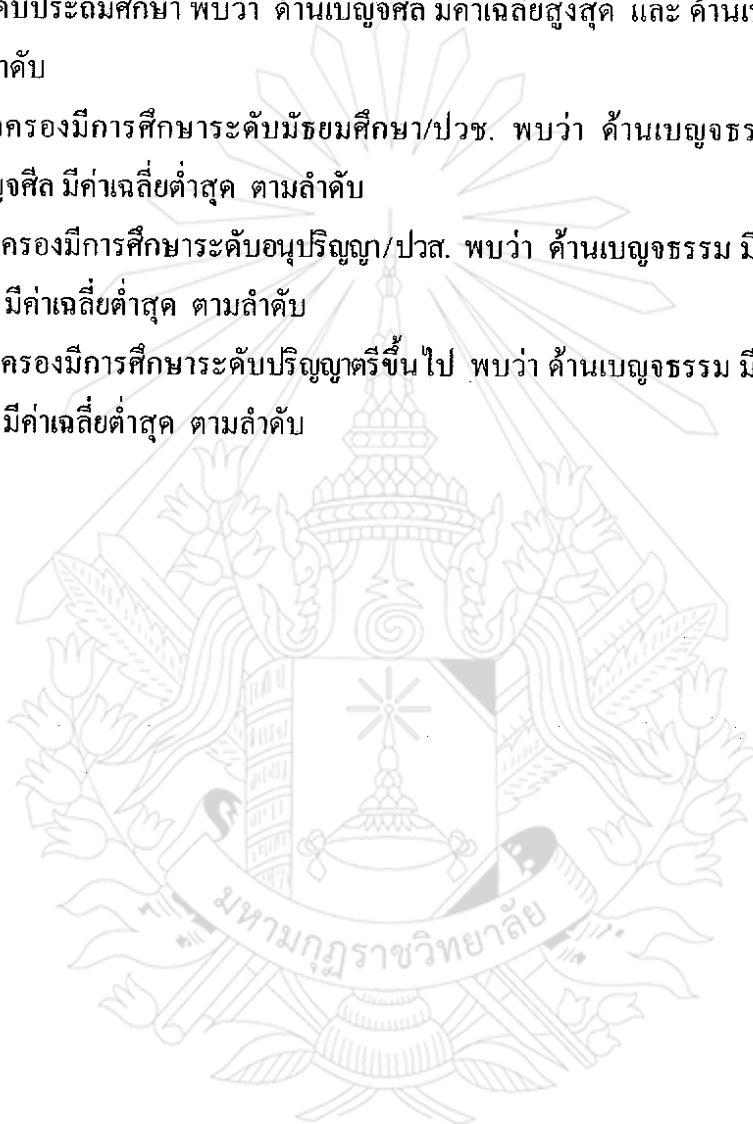 ดับประถมศึกษา พบว่า ด้านเบญจศีล มีค่าเฉลี่ยสูงสุด และ ด้านเบ
าดับ
ครองมีการศึกษาระดับมัธยมศึกษา/ปวช. พบว่า ด้านเบญจธร
ญจศีล มีค่าเฉลี่ยต่ำสุด ตามลำดับ
ครองมีการศึกษาระดับอนุปริญญา/ปวส. พบว่า ด้านเบญจธรรม มี
มีค่าเฉลี่ยต่ำสุด ตามลำดับ
ครองมีการศึกษาระดับปริญญาตรีขึ้นไป พบว่า ด้านเบญจธรรม มี
มีค่าเฉลี่ยต่ำสุด ตามลำดับ
มหามกุฏราชวิทยาลัย